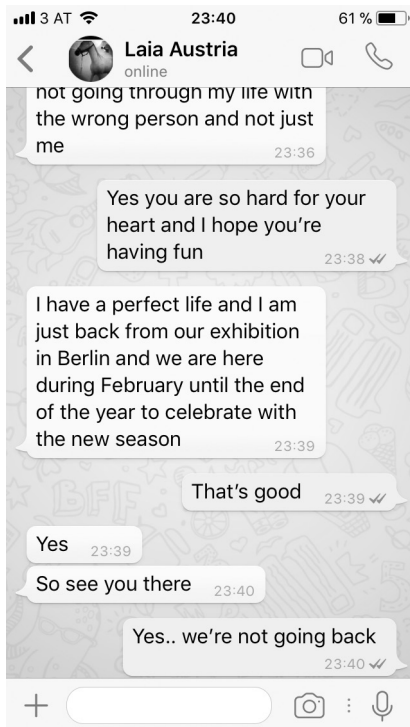 3 AT 23:40 61 %
Laia Austria
online
not going through my life with
the wrong person and not just
me
23:36
Yes you are so hard for your
heart and I hope you’re
having fun
23:38
I have a perfect life and I am
just back from our exhibition
in Berlin and we are here
during February until the end
of the year to celebrate with
the new season
23:39
That’s good 23:39
Yes 23:39
So see you there 23:40
Yes.. we’re not going back
23:40